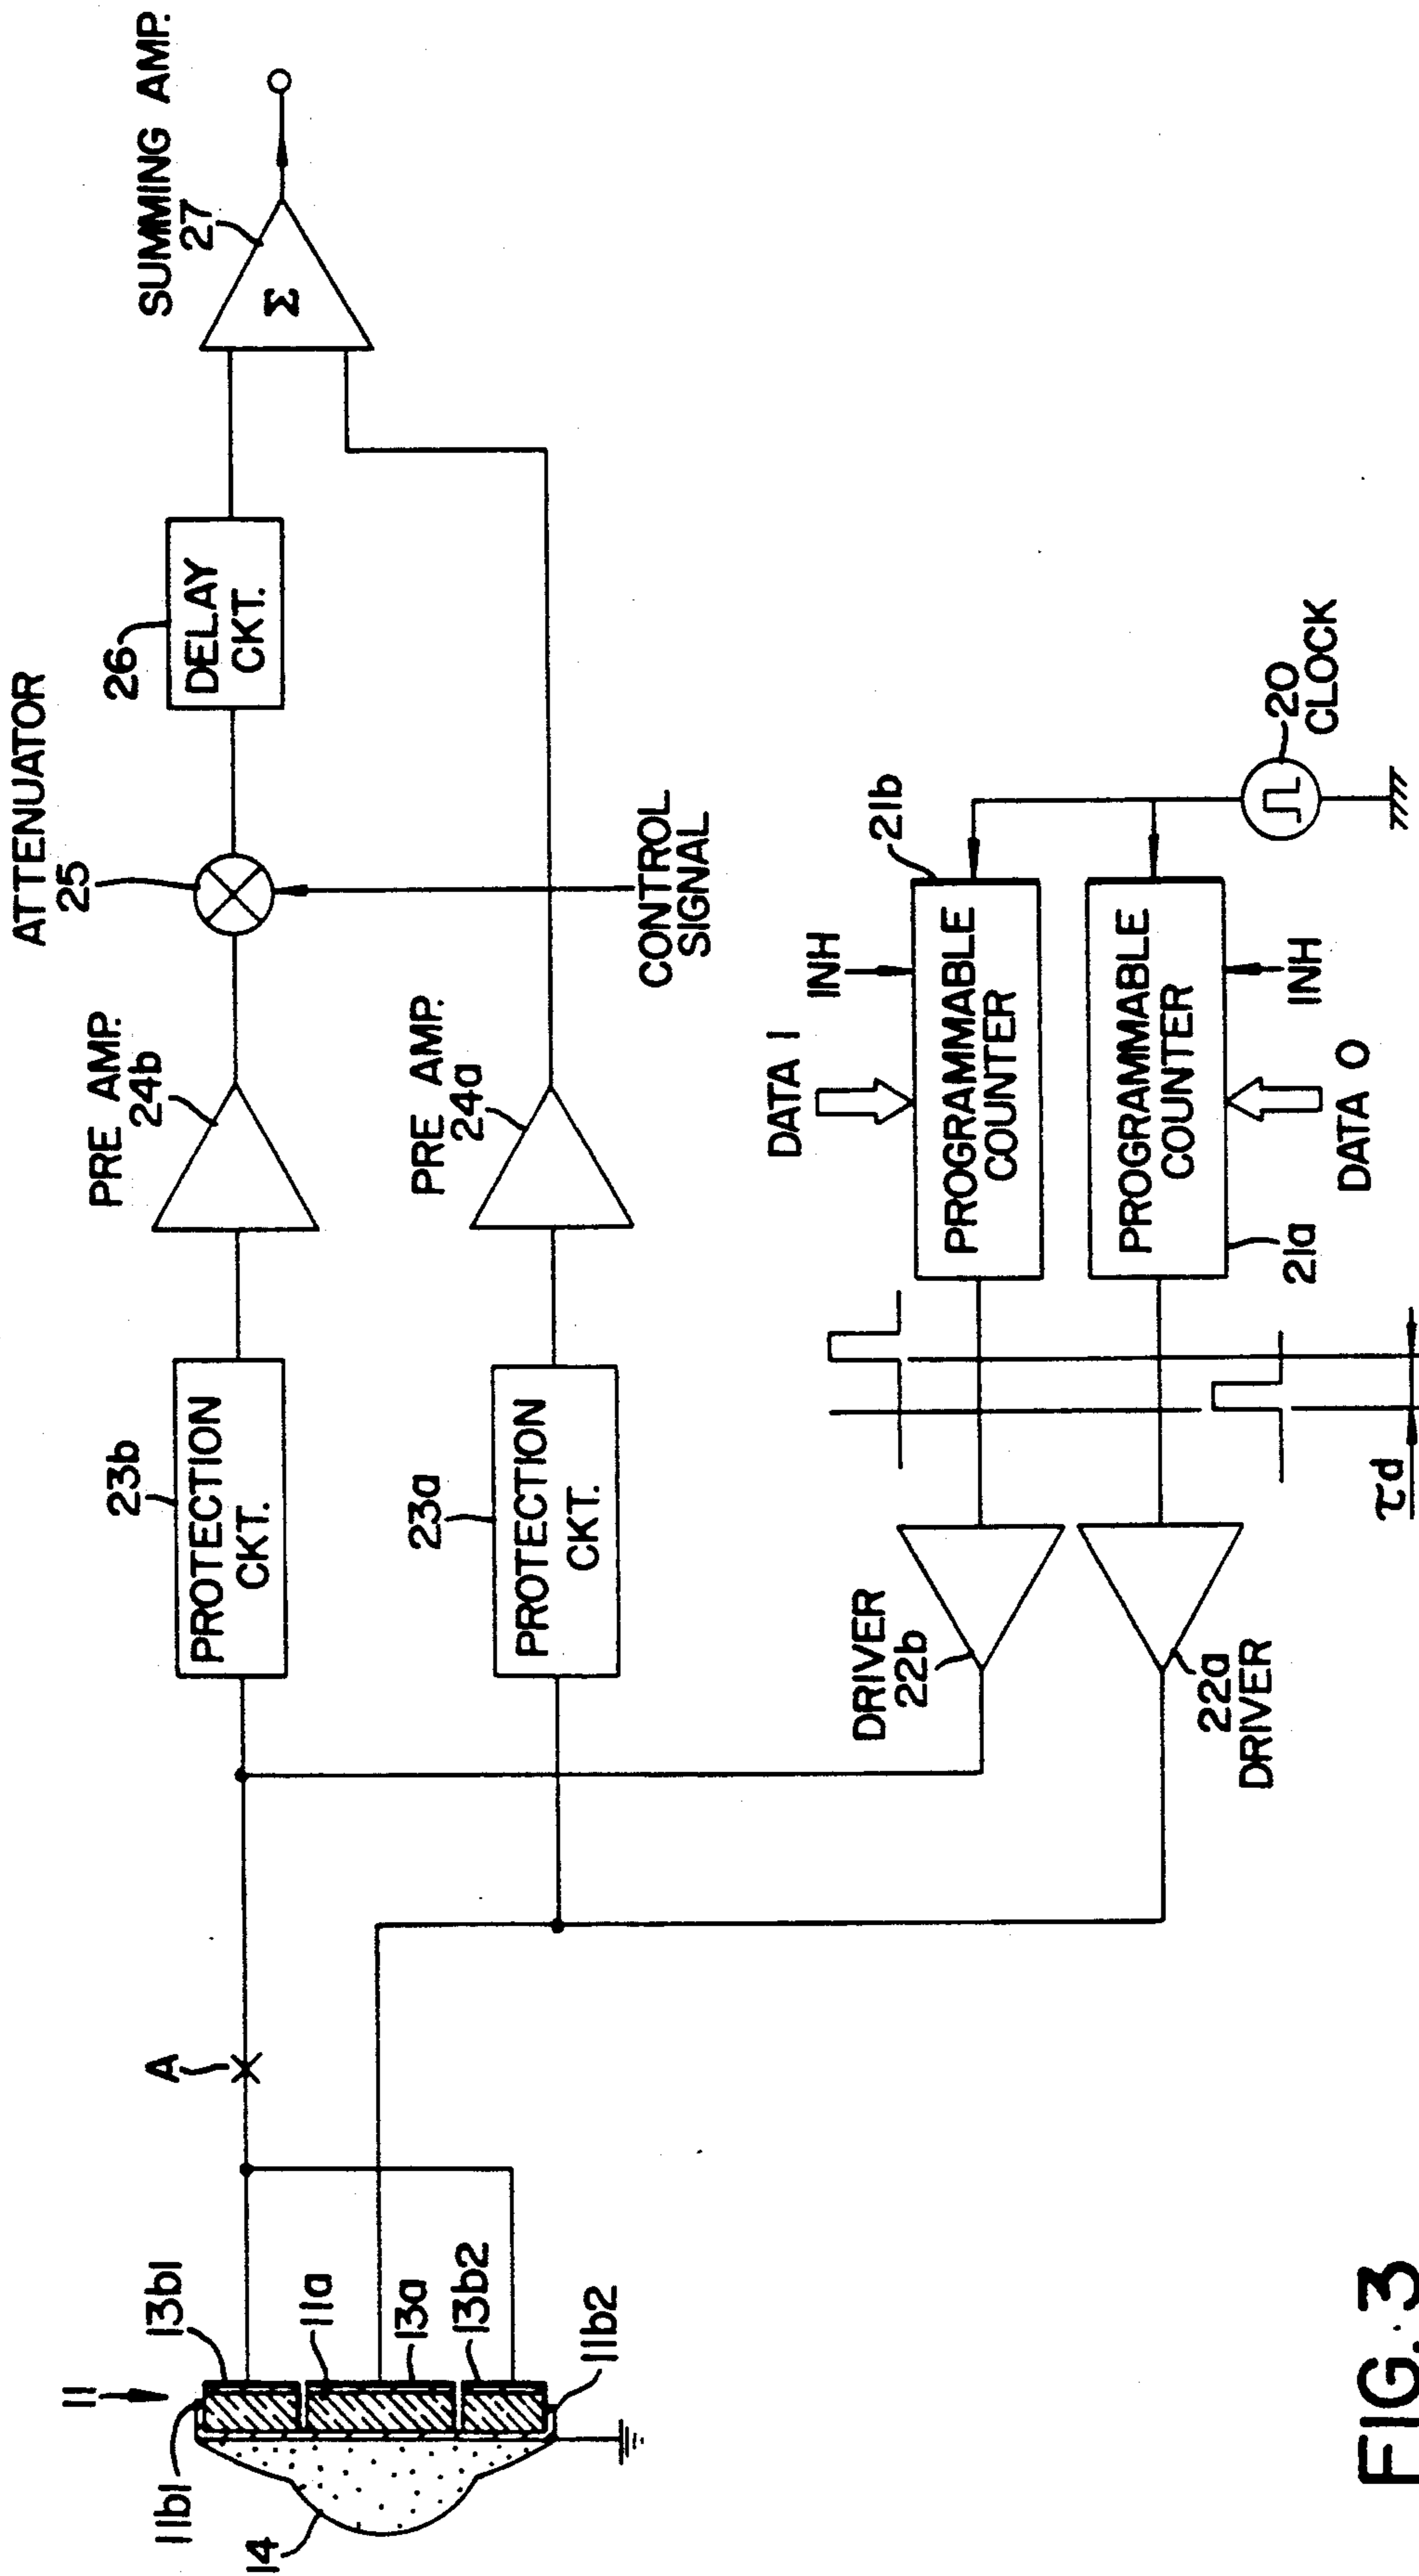 SUMMING AMP.
27
Σ
ATTENUATOR
25
26
DELAY
CKT.
PRE AMP.
24b
PRE AMP.
24a
CONTROL
SIGNAL
23b
PROTECTION
CKT.
23a
PROTECTION
CKT.
A
11
11b1
13b1
11a
13a
13b2
11b2
14
DATA 1
INH
21b
PROGRAMMABLE
COUNTER
PROGRAMMABLE
COUNTER
21a
INH
DATA 0
20
CLOCK
DRIVER
22b
22a
DRIVER
τd
FIG. 3